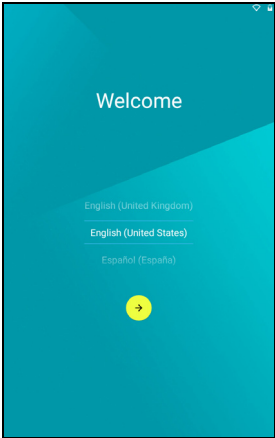 Welcome
English (United Kingdom)
English (United States)
Español (España)